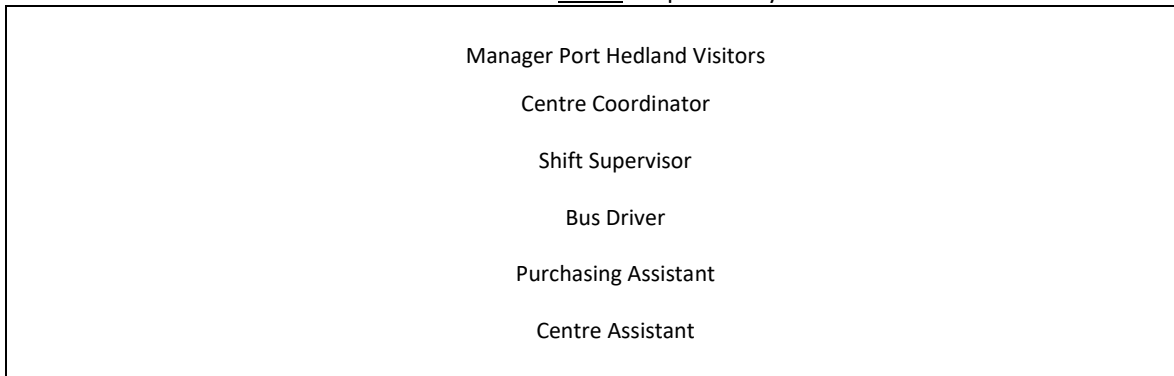 Manager Port Hedland Visitors
Centre Coordinator
Shift Supervisor
Bus Driver
Purchasing Assistant
Centre Assistant